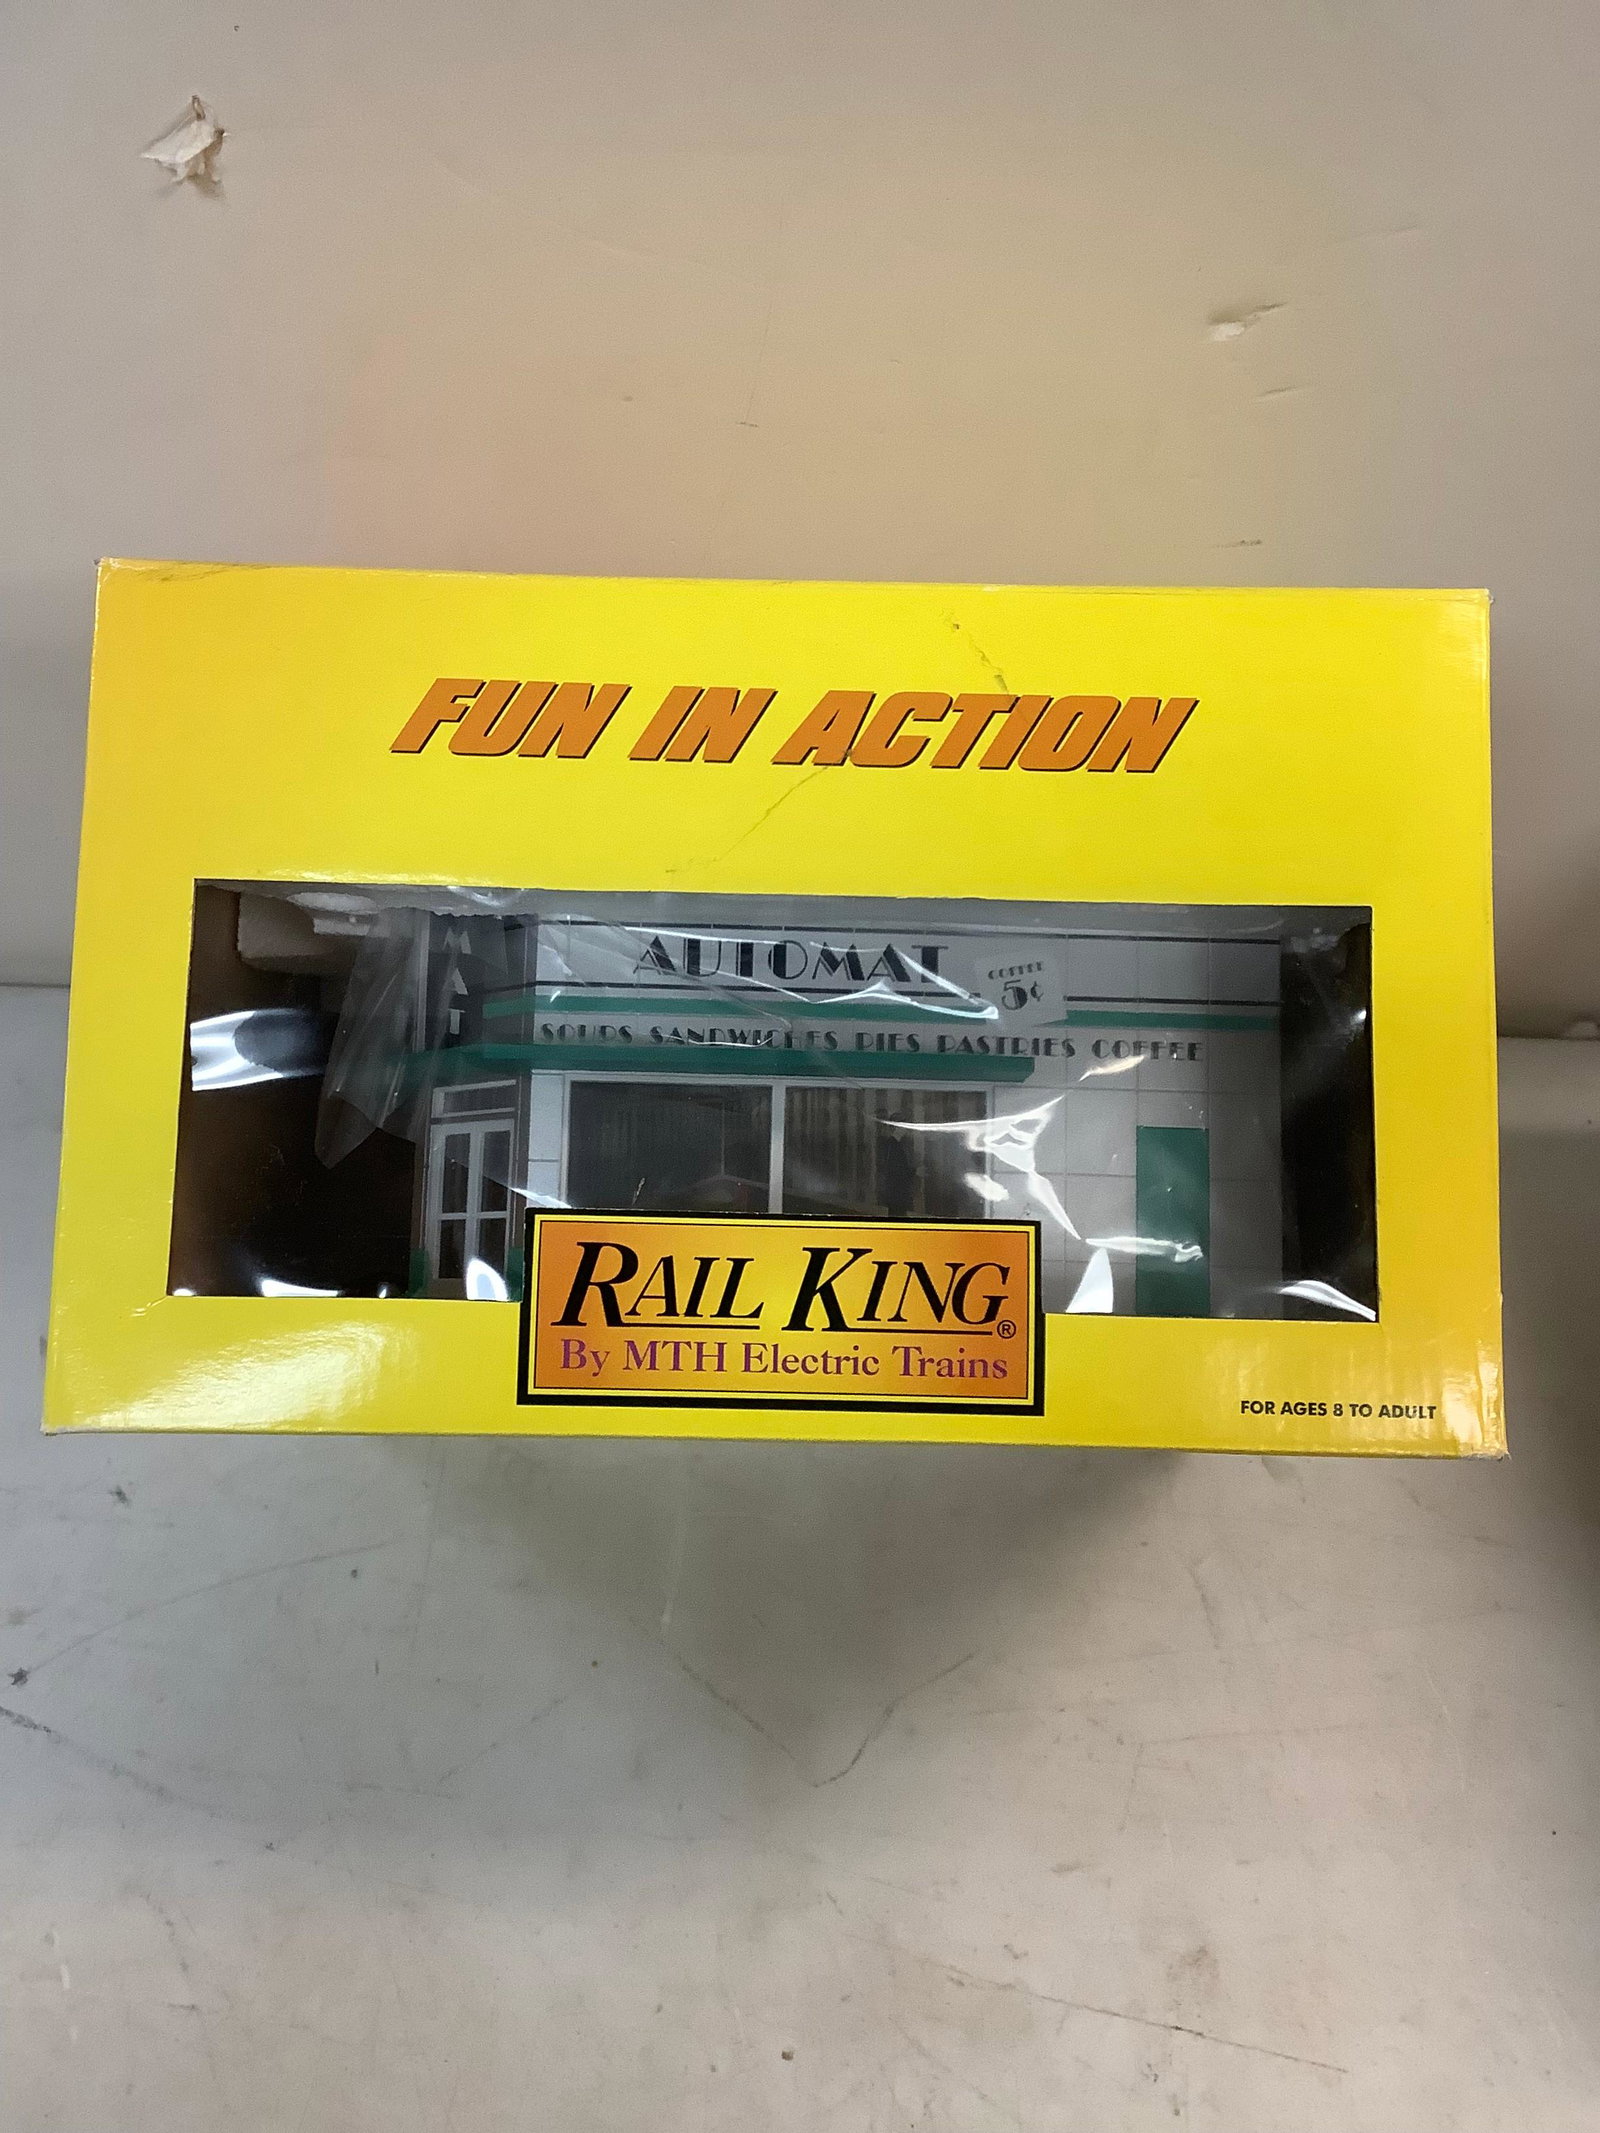 FUN IN ACTION
MAT
AUTOMAT
COFFEE
5¢
SOUPS SANDWICHES PIES PASTRIES COFFEE
RAIL KING®
By MTH Electric Trains
FOR AGES 8 TO ADULT